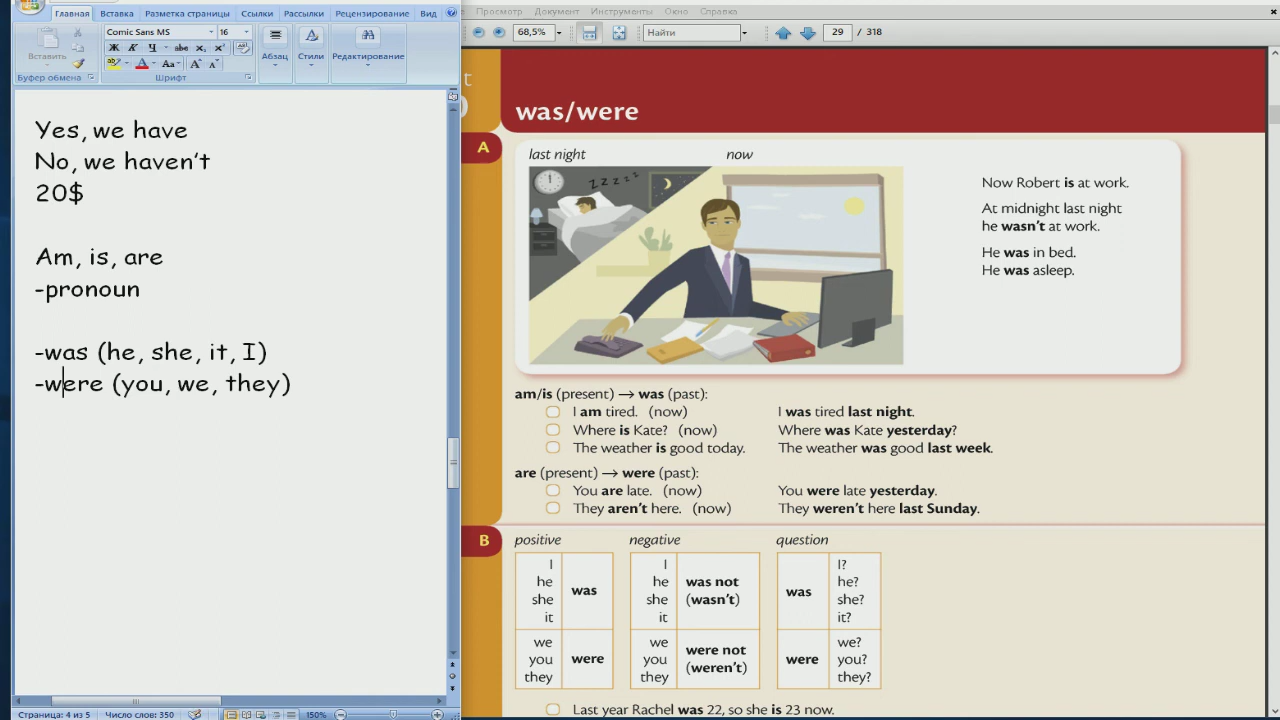 Главная Вставка Разметка страницы Ссылки Рассылки Рецензирование Вид
Comic Sans MS 16
Ж К Ч abc x₂ x²
Вставить
Абзац Стили Редактирование
Буфер обмена Шрифт
Yes, we have
No, we haven't
20$
Am, is, are
-pronoun
-was (he, she, it, I)
-were (you, we, they)
Страница: 4 из 5 Число слов: 350 150%
Просмотр Документ Инструменты Окно Справка
68,5% Найти 29 / 318
t
was/were
A
last night now
zzzzz
Now Robert is at work.
At midnight last night
he wasn't at work.
He was in bed.
He was asleep.
am/is (present) → was (past):
I am tired. (now) I was tired last night.
Where is Kate? (now) Where was Kate yesterday?
The weather is good today. The weather was good last week.
are (present) → were (past):
You are late. (now) You were late yesterday.
They aren't here. (now) They weren't here last Sunday.
B
positive negative question
I I I?
he he he?
was was not was
she she (wasn't) she?
it it it?
we we we?
were were not were
you you (weren't) you?
they they they?
Last year Rachel was 22, so she is 23 now.